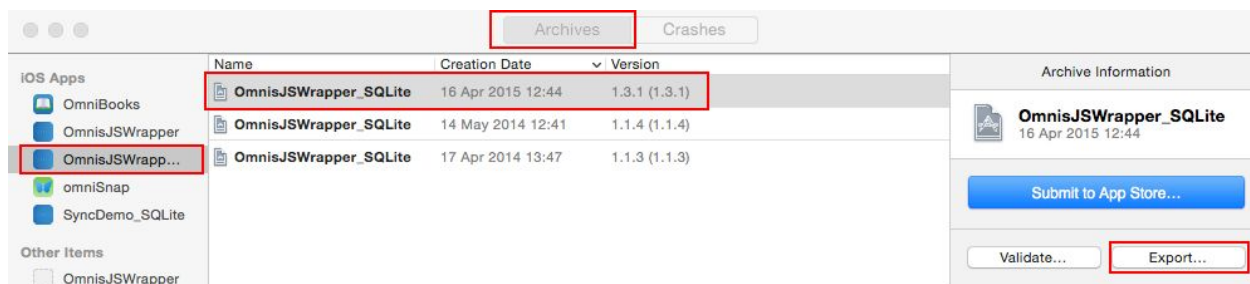 Archives Crashes
iOS Apps
OmniBooks
OmnisJSWrapper
OmnisJSWrapp...
omniSnap
SyncDemo_SQLite
Other Items
OmnisJSWrapper
Name Creation Date Version
OmnisJSWrapper_SQLite 16 Apr 2015 12:44 1.3.1 (1.3.1)
OmnisJSWrapper_SQLite 14 May 2014 12:41 1.1.4 (1.1.4)
OmnisJSWrapper_SQLite 17 Apr 2014 13:47 1.1.3 (1.1.3)
Archive Information
OmnisJSWrapper_SQLite
16 Apr 2015 12:44
Submit to App Store...
Validate... Export...